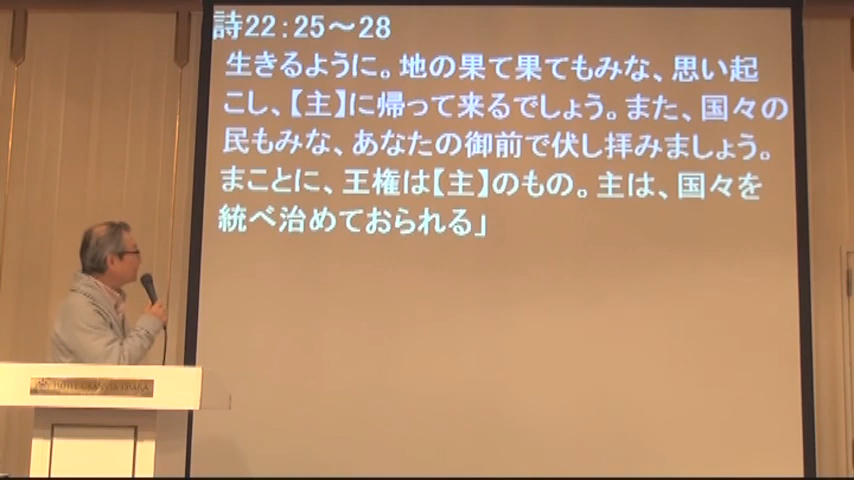 詩22:25～28
生きるように。地の果て果てもみな、思い起
こし、【主】に帰って来るでしょう。また、国々の
民もみな、あなたの御前で伏し拝みましょう。
まことに、王権は【主】のもの。主は、国々を
統べ治めておられる」
HOTEL GRANVIA OSAKA